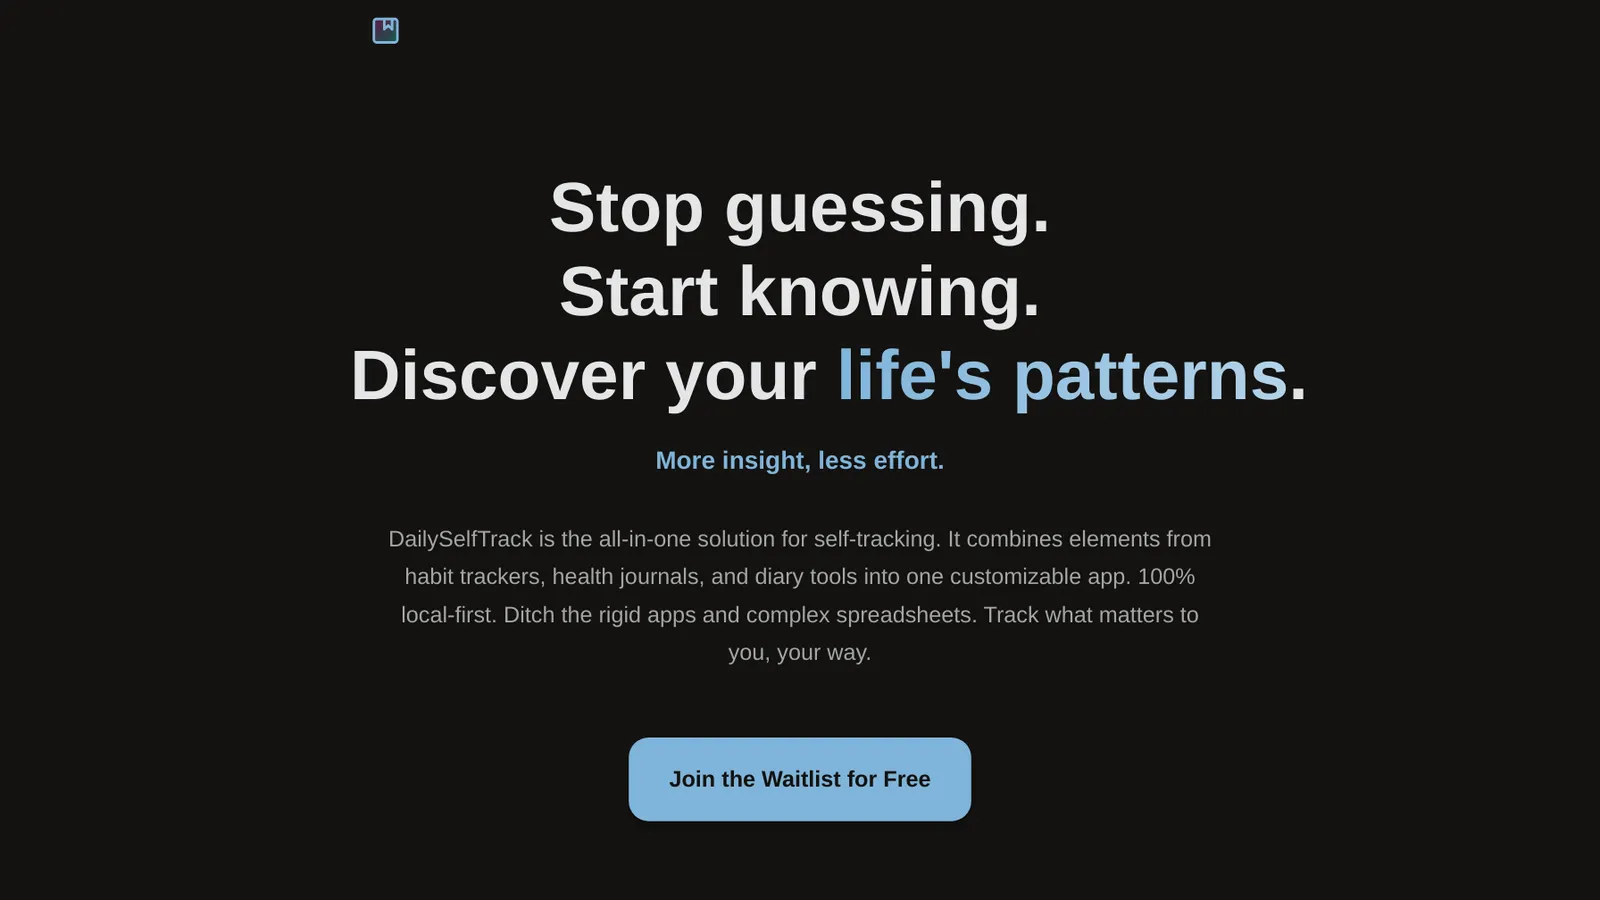 Stop guessing.
Start knowing.
Discover your life's patterns.
More insight, less effort.
DailySelfTrack is the all-in-one solution for self-tracking. It combines elements from
habit trackers, health journals, and diary tools into one customizable app. 100%
local-first. Ditch the rigid apps and complex spreadsheets. Track what matters to
you, your way.
Join the Waitlist for Free